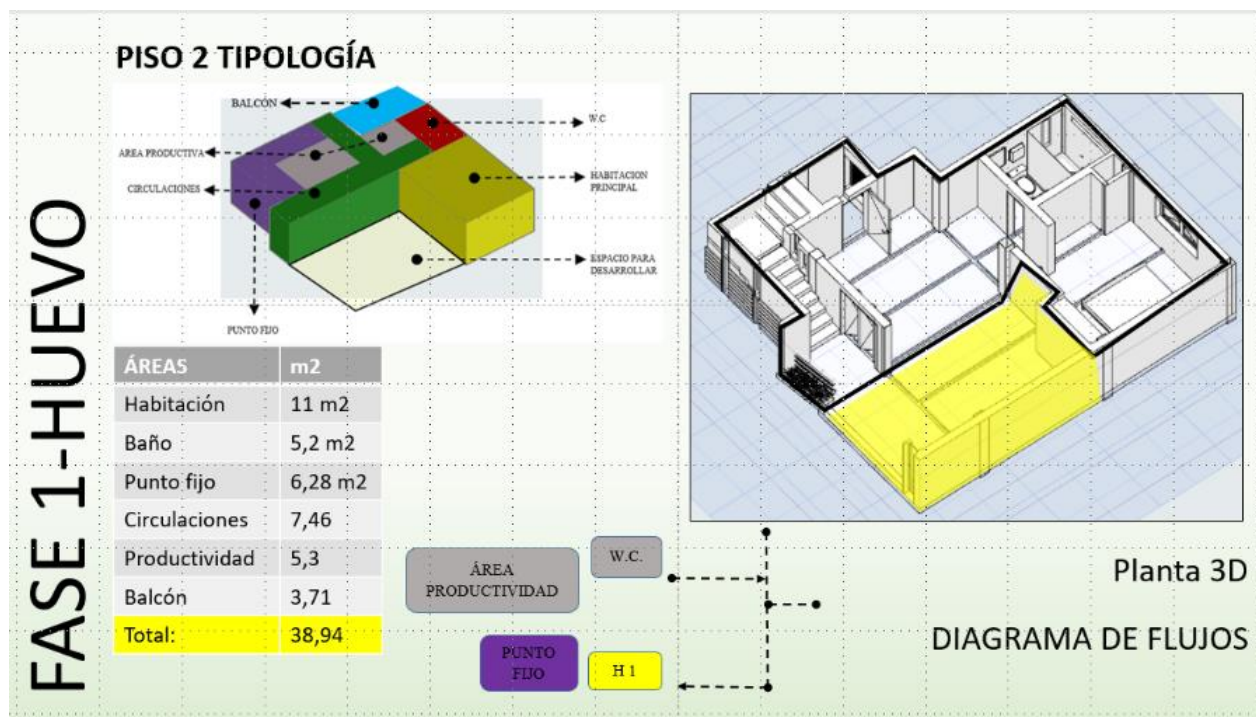 FASE 1-HUEVO
PISO 2 TIPOLOGÍA
BALCÓN
W.C
AREA PRODUCTIVA
CIRCULACIONES
HABITACION
PRINCIPAL
ESPACIO PARA
DESARROLLAR
PUNTO FIJO
ÁREAS m2
Habitación 11 m2
Baño 5,2 m2
Punto fijo 6,28 m2
Circulaciones 7,46
Productividad 5,3
Balcón 3,71
Total: 38,94
ÁREA
PRODUCTIVIDAD
W.C.
PUNTO
FIJO
H 1
Planta 3D
DIAGRAMA DE FLUJOS